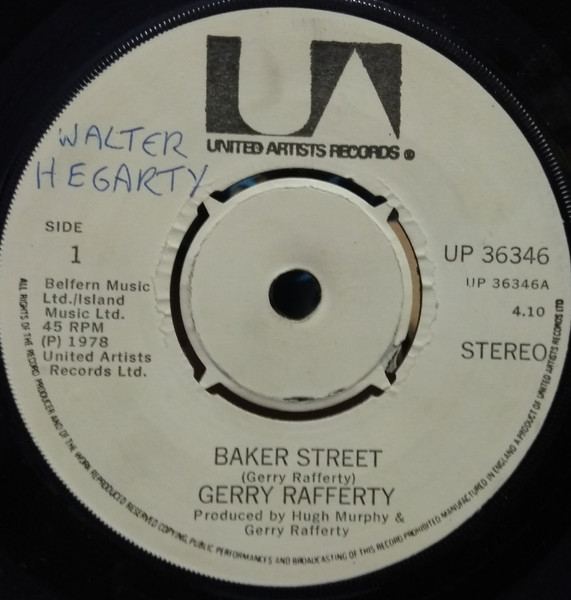 UA
UNITED ARTISTS RECORDS ®
WALTER
HEGARTY
SIDE
1
Belfern Music
Ltd./Island
Music Ltd.
45 RPM
(P) 1978
United Artists
Records Ltd.
UP 36346
UP 36346A
4.10
STEREO
BAKER STREET
(Gerry Rafferty)
GERRY RAFFERTY
Produced by Hugh Murphy &
Gerry Rafferty
ALL RIGHTS OF THE RECORD PRODUCER AND OF THE WORK REPRODUCED RESERVED COPYING, PUBLIC PERFORMANCES AND BROADCASTING OF THIS RECORD PROHIBITED MANUFACTURED IN ENGLAND A PRODUCT OF UNITED ARTISTS RECORDS LTD